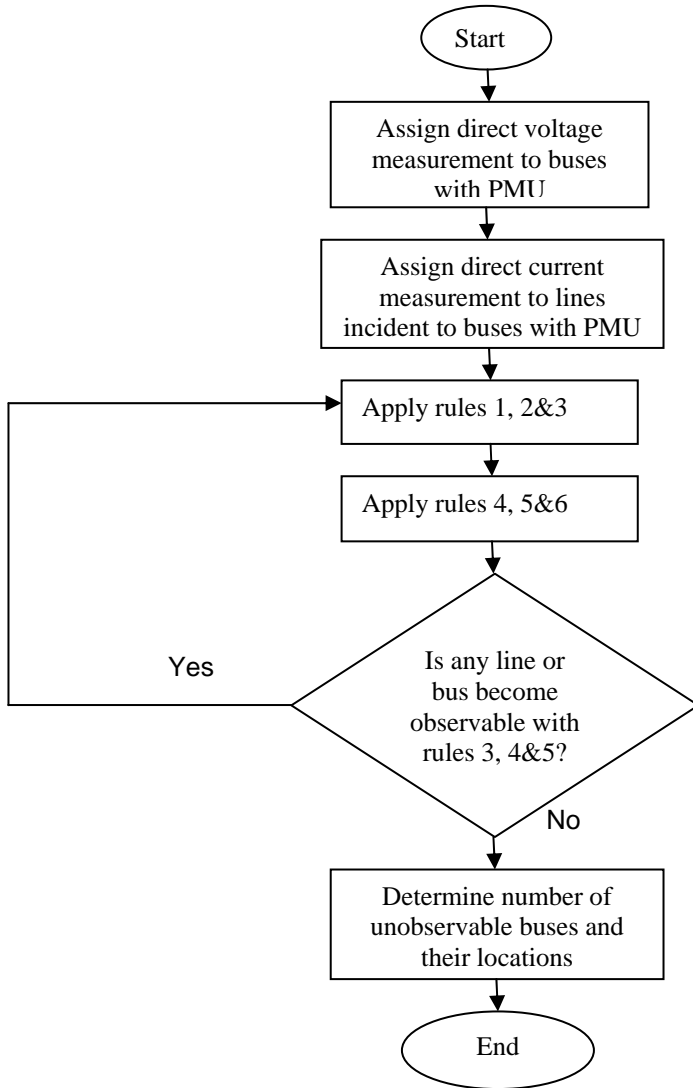 Start
Assign direct voltage
measurement to buses
with PMU
Assign direct current
measurement to lines
incident to buses with PMU
Apply rules 1, 2&3
Apply rules 4, 5&6
Yes
Is any line or
bus become
observable with
rules 3, 4&5?
No
Determine number of
unobservable buses and
their locations
End